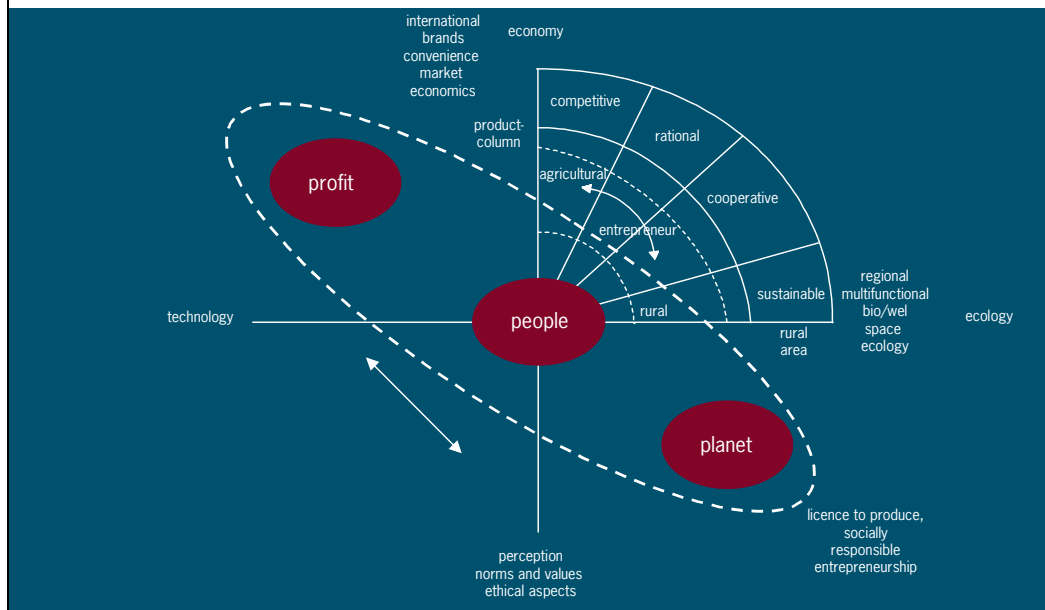 international
brands
convenience
market
economics
economy
competitive
rational
cooperative
sustainable
product-
column
agricultural
entrepreneur
rural
profit
people
planet
technology
rural
area
regional
multifunctional
bio/wel
space
ecology
ecology
licence to produce,
socially
responsible
entrepreneurship
perception
norms and values
ethical aspects